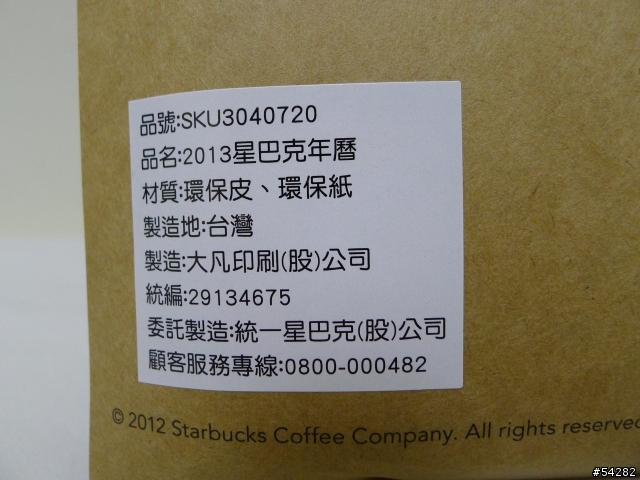 品號:SKU3040720
品名:2013星巴克年曆
材質:環保皮、環保紙
製造地:台灣
製造:大凡印刷(股)公司
統編:29134675
委託製造:統一星巴克(股)公司
顧客服務專線:0800-000482
© 2012 Starbucks Coffee Company. All rights reserved
#54282